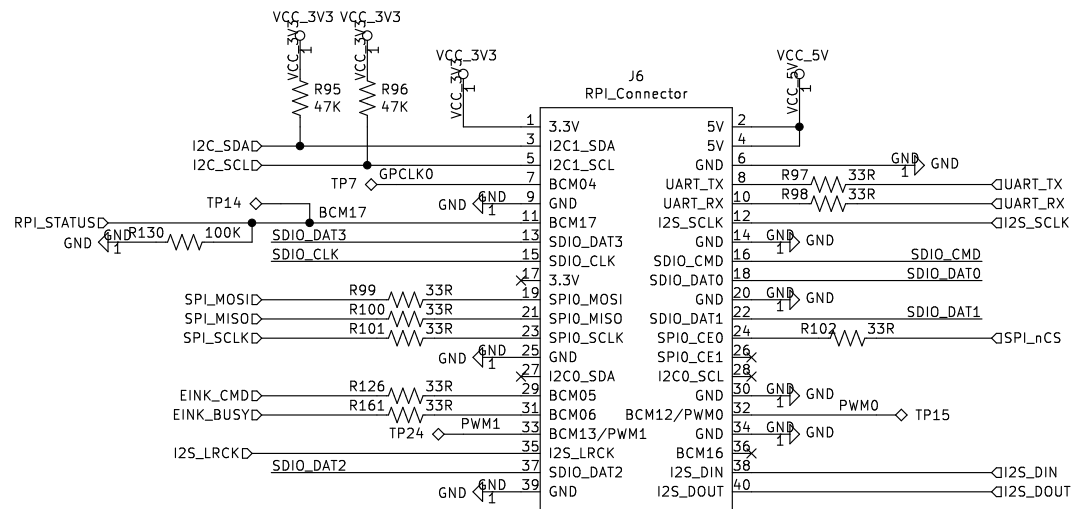 VCC_3V3 VCC_3V3
VCC_3V3 1 VCC_3V3 1
R95 47K
R96 47K
VCC_3V3
VCC_3V3 1
VCC_5V
VCC_5V 1
J6
RPI_Connector
1 3.3V 5V 2
I2C_SDA 3 I2C1_SDA 5V 4
I2C_SCL 5 I2C1_SCL GND 6 GND 1 GND
TP7 GPCLK0 7 BCM04 UART_TX 8 R97 33R UART_TX
TP14 GND 1 9 GND UART_RX 10 R98 33R UART_RX
RPI_STATUS BCM17 11 BCM17 I2S_SCLK 12 I2S_SCLK
GND GND 1 R130 100K SDIO_DAT3 13 SDIO_DAT3 GND 14 GND 1 GND
SDIO_CLK 15 SDIO_CLK SDIO_CMD 16 SDIO_CMD
17 3.3V SDIO_DAT0 18 SDIO_DAT0
SPI_MOSI R99 33R 19 SPI0_MOSI GND 20 GND 1 GND
SPI_MISO R100 33R 21 SPI0_MISO SDIO_DAT1 22 SDIO_DAT1
SPI_SCLK R101 33R 23 SPI0_SCLK SPI0_CE0 24 R102 33R SPI_nCS
GND GND 1 25 GND SPI0_CE1 26
27 I2C0_SDA I2C0_SCL 28
EINK_CMD R126 33R 29 BCM05 GND 30 GND 1 GND
EINK_BUSY R161 33R 31 BCM06 BCM12/PWM0 32 PWM0 TP15
TP24 PWM1 33 BCM13/PWM1 GND 34 GND 1 GND
I2S_LRCK 35 I2S_LRCK BCM16 36
SDIO_DAT2 37 SDIO_DAT2 I2S_DIN 38 I2S_DIN
GND GND 1 39 GND I2S_DOUT 40 I2S_DOUT